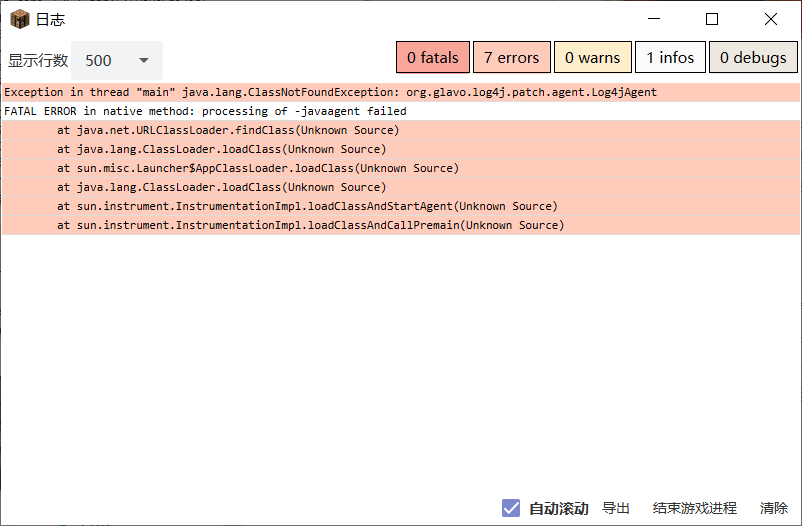 日志
显示行数 500 0 fatals 7 errors 0 warns 1 infos 0 debugs
Exception in thread "main" java.lang.ClassNotFoundException: org.glavo.log4j.patch.agent.Log4jAgent
FATAL ERROR in native method: processing of -javaagent failed
at java.net.URLClassLoader.findClass(Unknown Source)
at java.lang.ClassLoader.loadClass(Unknown Source)
at sun.misc.Launcher$AppClassLoader.loadClass(Unknown Source)
at java.lang.ClassLoader.loadClass(Unknown Source)
at sun.instrument.InstrumentationImpl.loadClassAndStartAgent(Unknown Source)
at sun.instrument.InstrumentationImpl.loadClassAndCallPremain(Unknown Source)
自动滚动 导出 结束游戏进程 清除